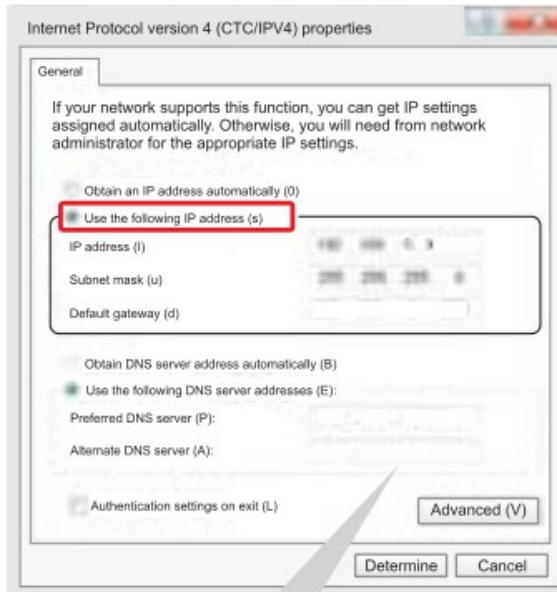 Internet Protocol version 4 (CTC/IPV4) properties
General
If your network supports this function, you can get IP settings
assigned automatically. Otherwise, you will need from network
administrator for the appropriate IP settings.
Obtain an IP address automatically (0)
Use the following IP address (s)
IP address (I)
Subnet mask (u)
Default gateway (d)
Obtain DNS server address automatically (B)
Use the following DNS server addresses (E):
Preferred DNS server (P):
Alternate DNS server (A):
Authentication settings on exit (L)
Advanced (V)
Determine Cancel